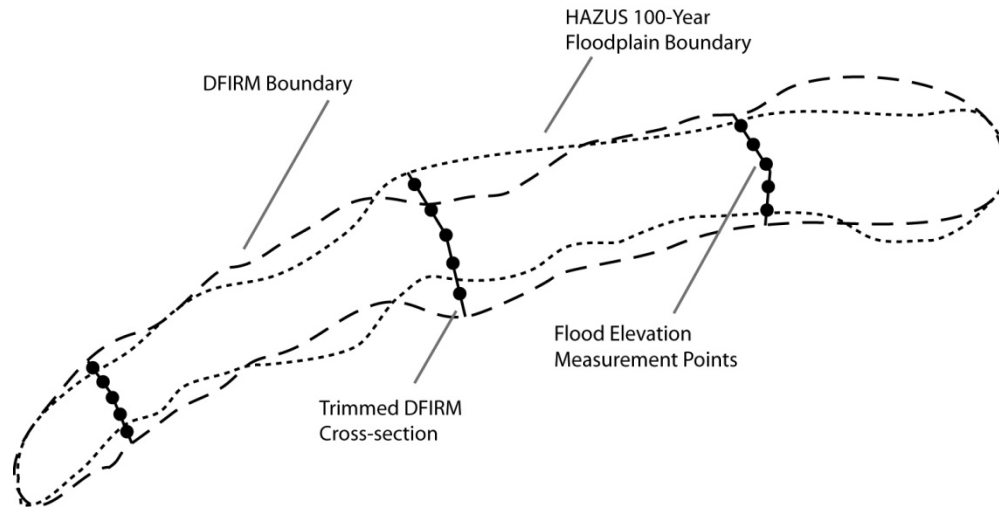 HAZUS 100-Year
Floodplain Boundary
DFIRM Boundary
Flood Elevation
Measurement Points
Trimmed DFIRM
Cross-section